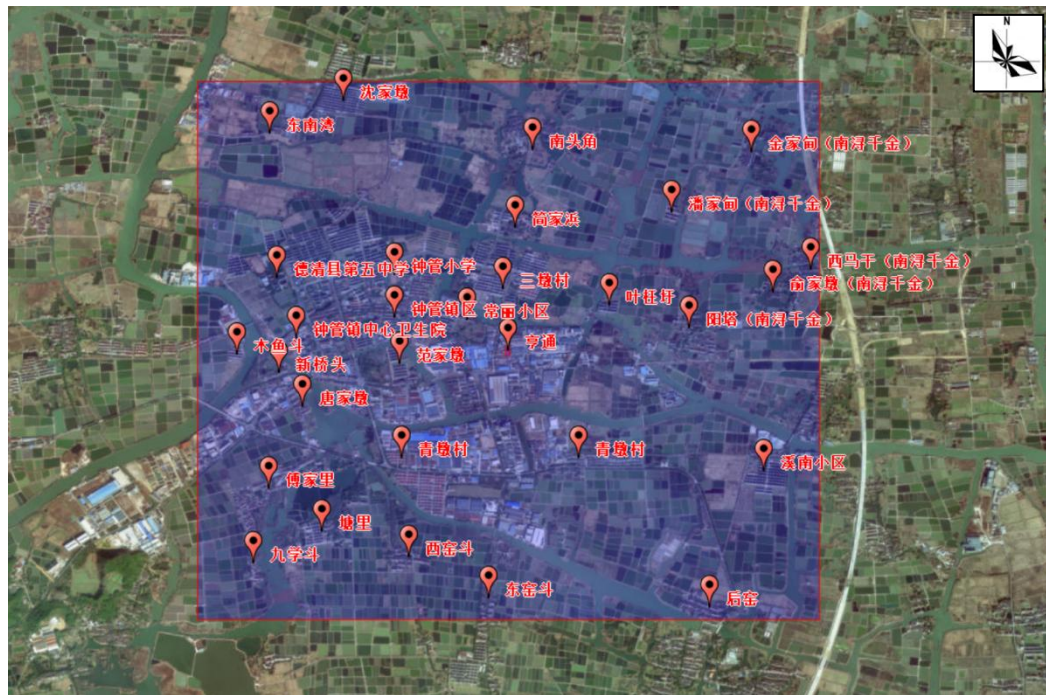 N
沈家墩
东南湾
南头角
金家甸（南浔千金）
潘家甸（南浔千金）
简家浜
西马干（南浔千金）
德清县第五中学
钟管小学
三墩村
俞家墩（南浔千金）
叶枉圩
钟管镇区
常丽小区
阳塔（南浔千金）
钟管镇中心卫生院
木鱼斗
亨通
范家墩
新桥头
唐家墩
青墩村
青墩村
溪南小区
傅家里
塘里
九学斗
西窑斗
东窑斗
后窑